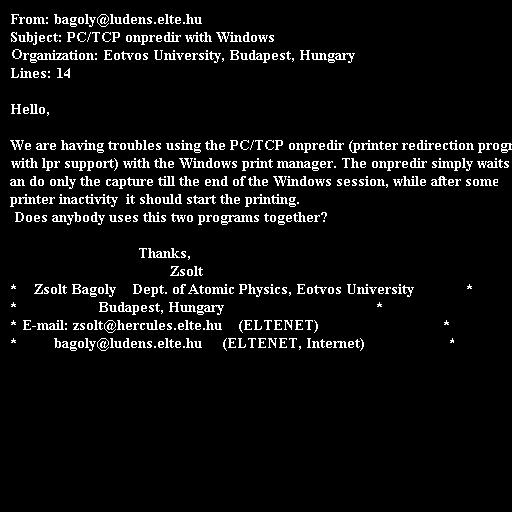 From: bagoly@ludens.elte.hu
Subject: PC/TCP onpredir with Windows
Organization: Eotvos University, Budapest, Hungary
Lines: 14

Hello,

We are having troubles using the PC/TCP onpredir (printer redirection
with lpr support) with the Windows print manager. The onpredir simply waits
an do only the capture till the end of the Windows session, while after some
printer inactivity  it should start the printing.
 Does anybody uses this two programs together?

                                Thanks,
                                        Zsolt
*    Zsolt Bagoly    Dept. of Atomic Physics, Eotvos University             *
*                    Budapest, Hungary                                     *
* E-mail: zsolt@hercules.elte.hu    (ELTENET)                              *
*         bagoly@ludens.elte.hu     (ELTENET, Internet)                    *